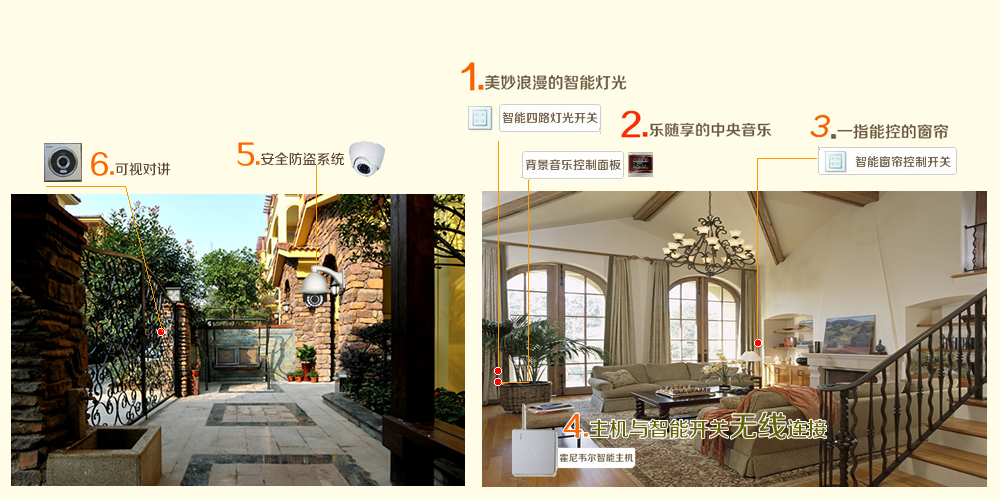 1.美妙浪漫的智能灯光
智能四路灯光开关
2.乐随享的中央音乐
背景音乐控制面板
3.一指能控的窗帘
智能窗帘控制开关
4.主机与智能开关无线连接
霍尼韦尔智能主机
5.安全防盗系统
6.可视对讲